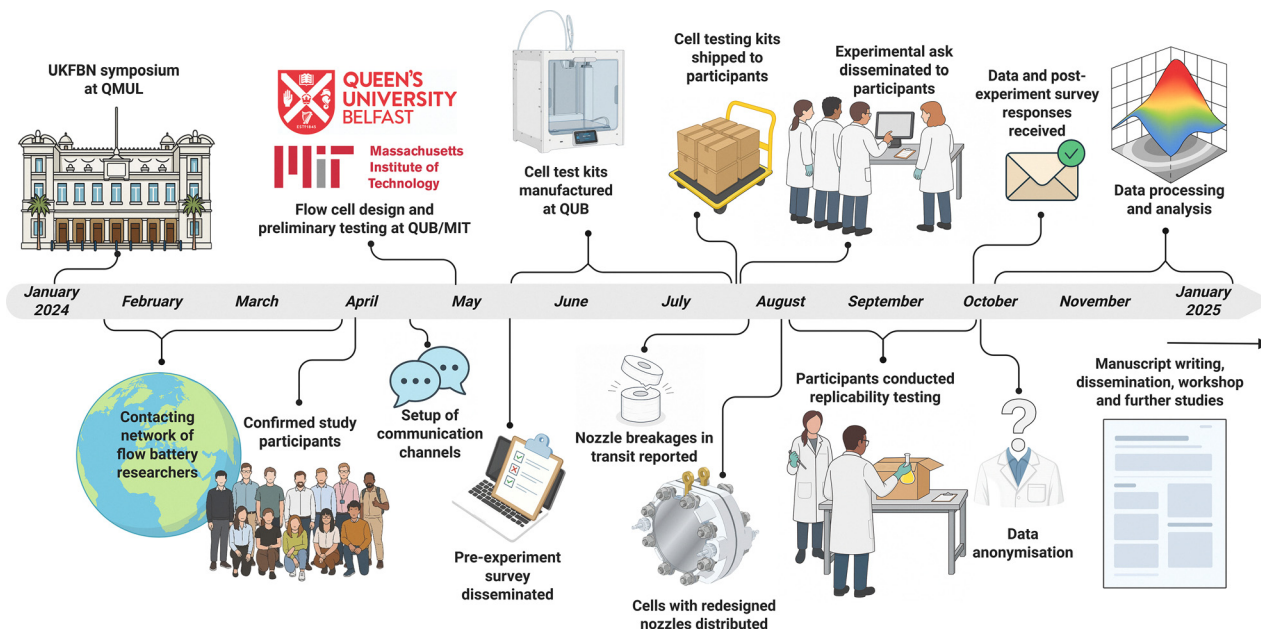 UKFBN symposium
at QMUL
QUEEN'S
UNIVERSITY
BELFAST
Massachusetts
Institute of
Technology
Flow cell design and
preliminary testing at QUB/MIT
Cell test kits
manufactured
at QUB
Cell testing kits
shipped to
participants
Experimental ask
disseminated to
participants
Data and post-
experiment survey
responses
received
Data processing
and analysis
January
2024
February
March
April
May
June
July
August
September
October
November
January
2025
Contacting
network of
flow battery
researchers
Confirmed study
participants
Setup of
communication
channels
Pre-experiment
survey
disseminated
Nozzle breakages in
transit reported
Cells with redesigned
nozzles distributed
Participants conducted
replicability testing
Data
anonymisation
Manuscript writing,
dissemination, workshop
and further studies